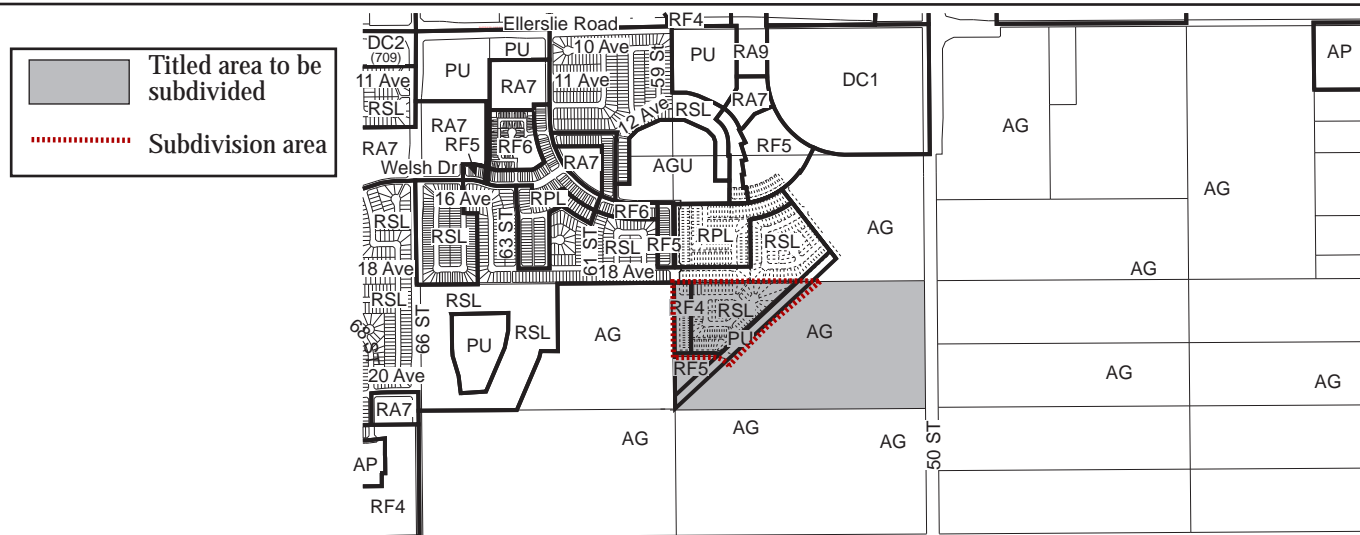 Titled area to be
subdivided
Subdivision area
Ellerslie Road
RF4
DC2
(709)
PU
PU
10 Ave
59 St
PU
RA9
DC1
AP
11 Ave
RA7
11 Ave
RSL
RSL
RA7
12 Ave
AG
RA7
RF5
RF6
RF5
RA7
Welsh Dr
RA7
AGU
AG
16 Ave
RPL
RSL
RSL
63 ST
RF6
RPL
RSL
AG
61 ST
RSL
RF5
18 Ave
18 Ave
AG
RSL
RSL
RF4
RSL
66 ST
68 ST
PU
RSL
AG
PU
AG
20 Ave
RF5
AG
AG
RA7
AG
AG
AG
50 ST
AP
RF4